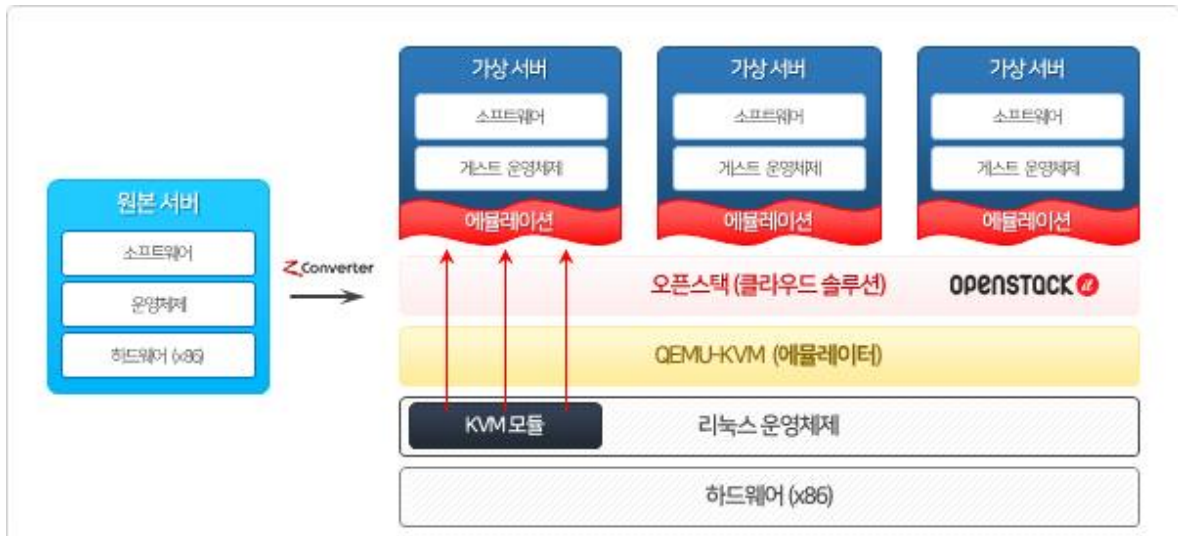 원본 서버
소프트웨어
운영체제
하드웨어 (x86)
ZConverter
가상 서버
소프트웨어
게스트 운영체제
에뮬레이션
가상 서버
소프트웨어
게스트 운영체제
에뮬레이션
가상 서버
소프트웨어
게스트 운영체제
에뮬레이션
오픈스택 (클라우드 솔루션)
openstack it
QEMU-KVM (에뮬레이터)
KVM 모듈
리눅스 운영체제
하드웨어 (x86)